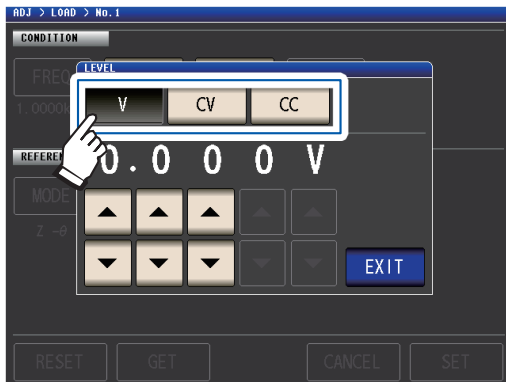 ADJ > LOAD > No.1
CONDITION
LEVEL
FREQ
V CV CC
1.0000k
REFEREN
0.000 V
MODE
Z -θ
EXIT
RESET GET CANCEL SET